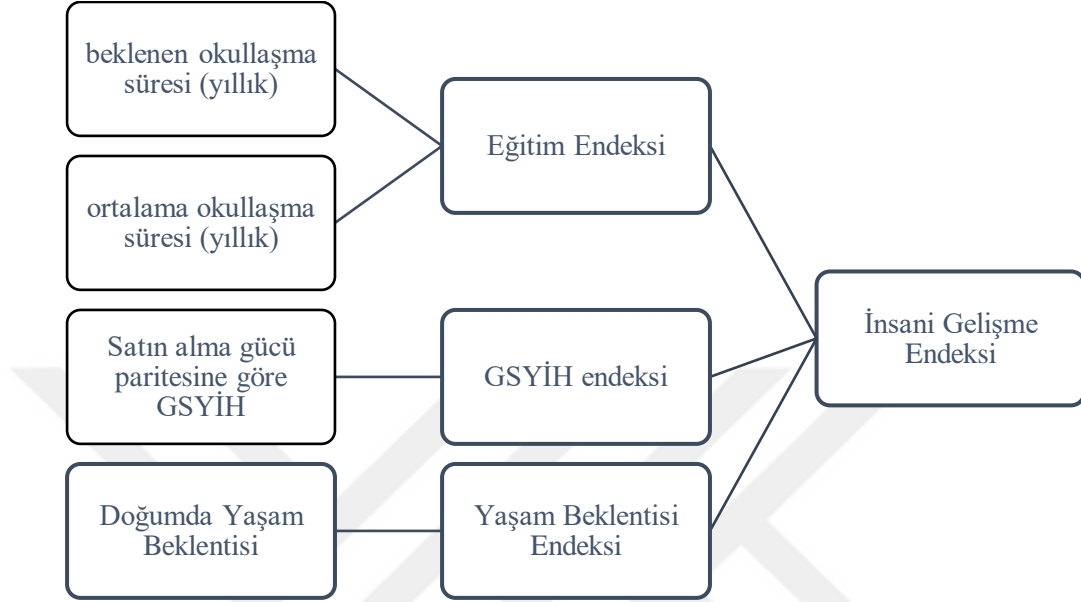 beklenen okullaşma
süresi (yıllık)
ortalama okullaşma
süresi (yıllık)
Satın alma gücü
paritesine göre
GSYİH
Doğumda Yaşam
Beklentisi
Eğitim Endeksi
GSYİH endeksi
Yaşam Beklentisi
Endeksi
İnsani Gelişme
Endeksi